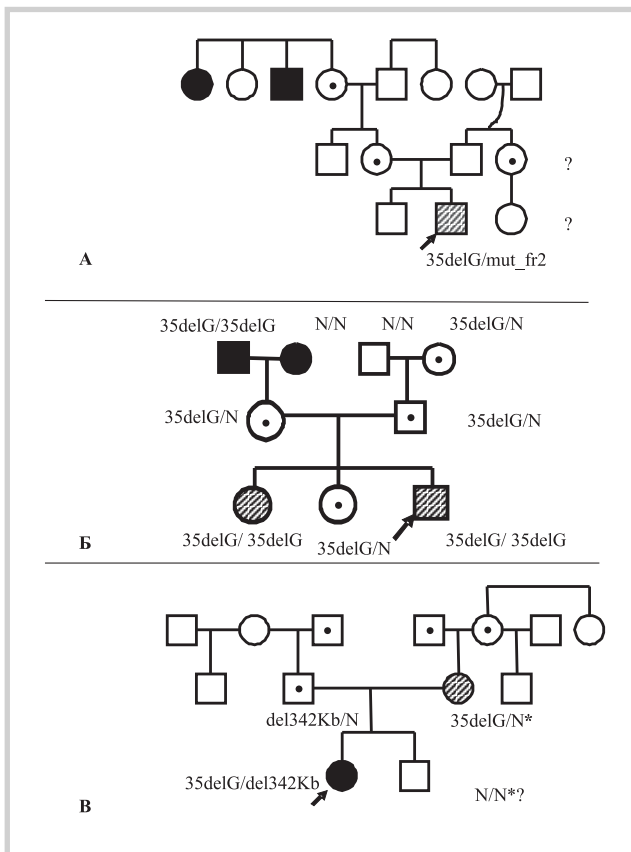 ?
?
А
35delG/mut_fr2
35delG/35delG N/N N/N 35delG/N
35delG/N 35delG/N
Б
35delG/ 35delG 35delG/N 35delG/ 35delG
del342Kb/N 35delG/N*
35delG/del342Kb
N/N*?
В